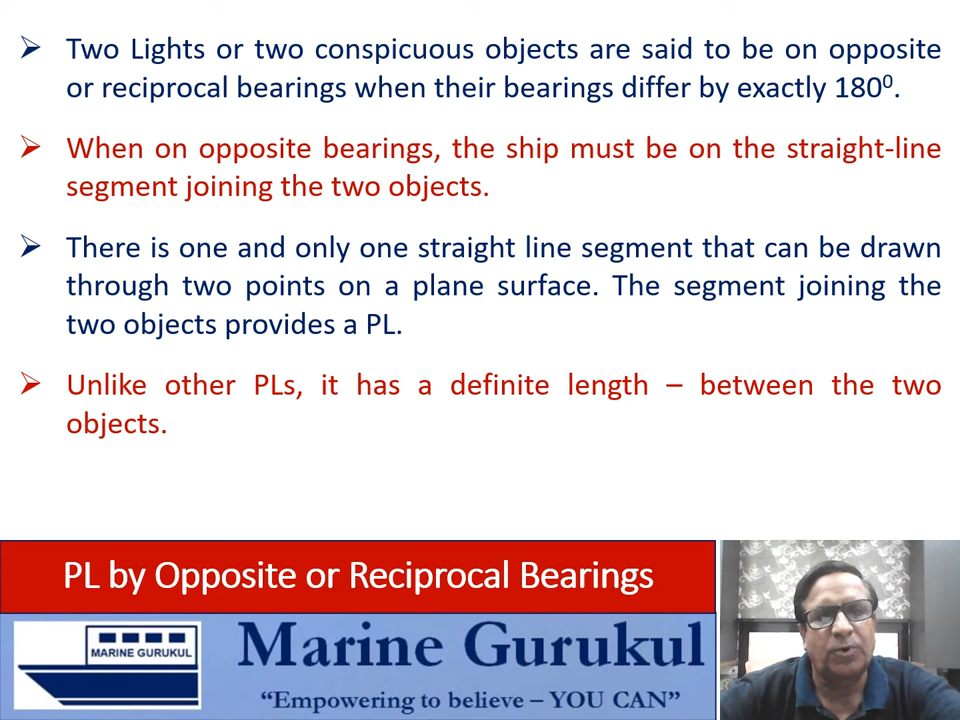 Two Lights or two conspicuous objects are said to be on opposite
or reciprocal bearings when their bearings differ by exactly 180⁰.
When on opposite bearings, the ship must be on the straight-line
segment joining the two objects.
There is one and only one straight line segment that can be drawn
through two points on a plane surface. The segment joining the
two objects provides a PL.
Unlike other PLs, it has a definite length – between the two
objects.
PL by Opposite or Reciprocal Bearings
MARINE GURUKUL
Marine Gurukul
“Empowering to believe – YOU CAN”